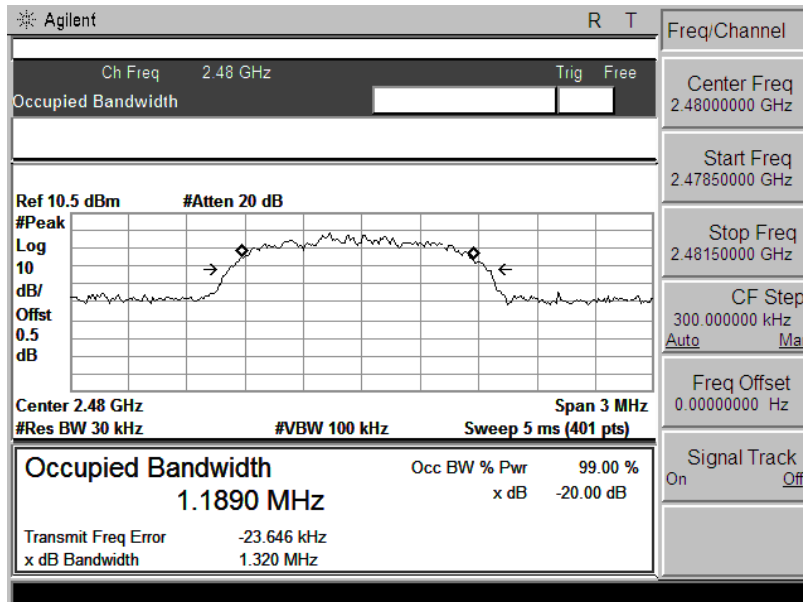 Agilent R T
Freq/Channel
Ch Freq 2.48 GHz Trig Free
Occupied Bandwidth
Center Freq
2.48000000 GHz
Start Freq
2.47850000 GHz
Stop Freq
2.48150000 GHz
CF Step
300.000000 kHz
Auto Ma
Freq Offset
0.00000000 Hz
Signal Track
On Off
Ref 10.5 dBm #Atten 20 dB
#Peak
Log
10
dB/
Offst
0.5
dB
Center 2.48 GHz Span 3 MHz
#Res BW 30 kHz #VBW 100 kHz Sweep 5 ms (401 pts)
Occupied Bandwidth Occ BW % Pwr 99.00 %
1.1890 MHz x dB -20.00 dB
Transmit Freq Error -23.646 kHz
x dB Bandwidth 1.320 MHz